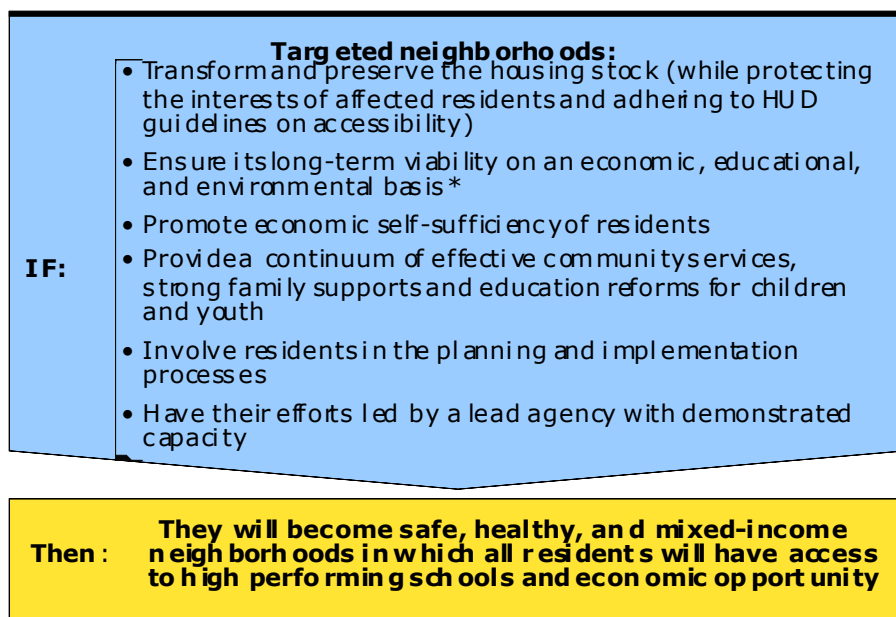 Targeted neighborhoods:
• Transform and preserve the housing stock (while protecting
the interests of affected residents and adhering to HUD
guidelines on accessibility)
• Ensure its long-term viability on an economic, educational,
and environmental basis *
• Promote economic self-sufficiency of residents
IF:
• Provide a continuum of effective community services,
strong family supports and education reforms for children
and youth
• Involve residents in the planning and implementation
processes
• Have their efforts led by a lead agency with demonstrated
capacity
They will become safe, healthy, and mixed-income
Then: neighborhoods in which all residents will have access
to high performing schools and economic opportunity